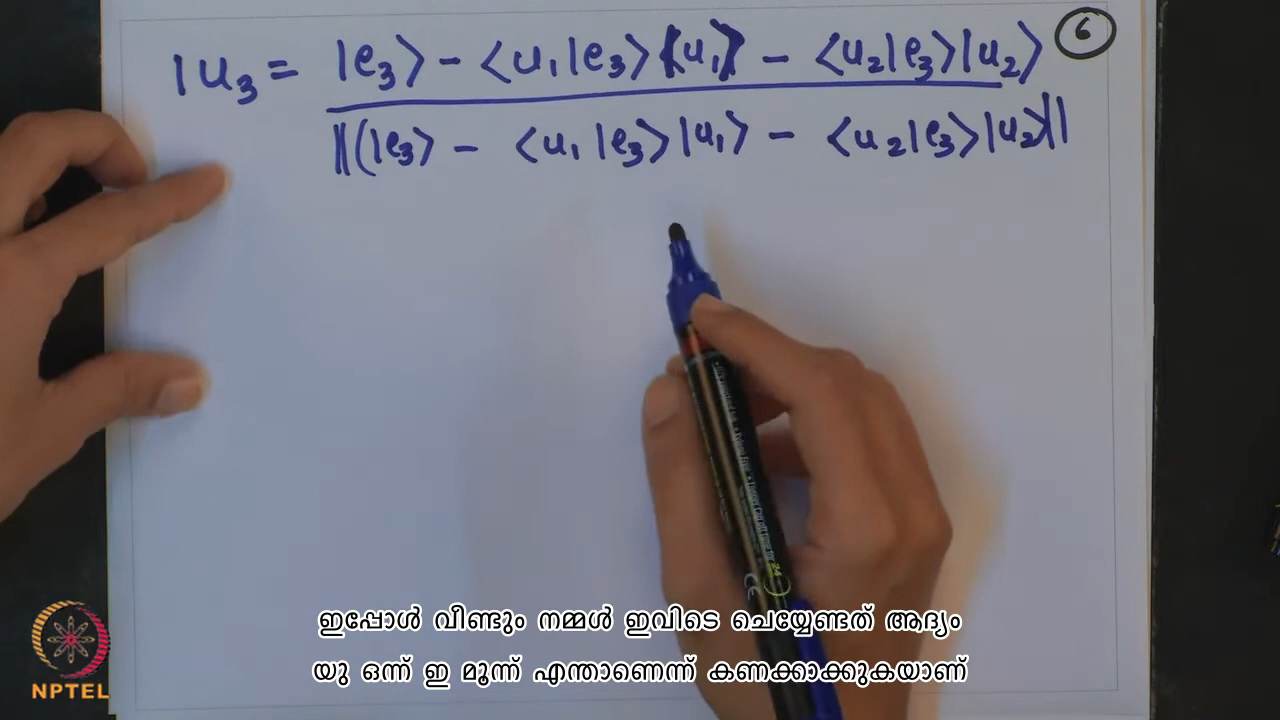 |u₃ = |e₃⟩ - ⟨u₁|e₃⟩|u₁⟩ - ⟨u₂|e₃⟩|u₂⟩ 6
||(|e₃⟩ - ⟨u₁|e₃⟩|u₁⟩ - ⟨u₂|e₃⟩|u₂⟩||
ഇപ്പോൾ വീണ്ടും നമ്മൾ ഇവിടെ ചെയ്യേണ്ടത് ആദ്യം
യു ഒന്ന് ഇ മൂന്ന് എന്താണെന്ന് കണക്കാക്കുകയാണ്
NPTEL